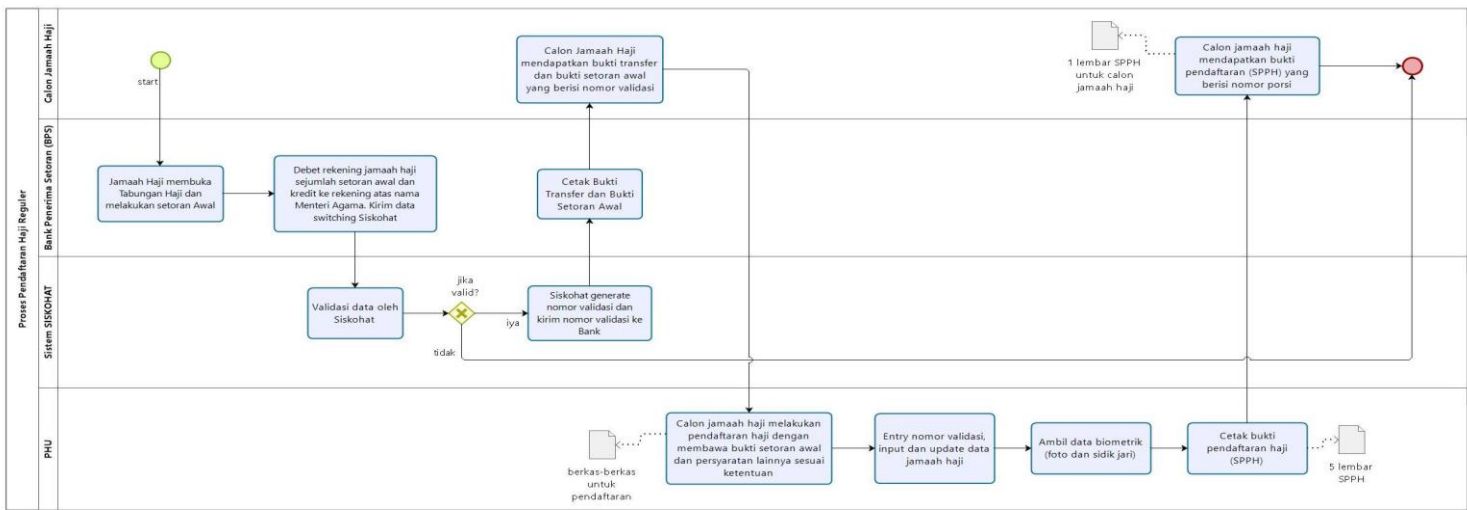 Proses Pendaftaran Haji Reguler
Calon Jamaah Haji
start
Calon Jamaah Haji
mendapatkan bukti transfer
dan bukti setoran awal
yang berisi nomor validasi
1 lembar SPPH
untuk calon
jamaah haji
Calon jamaah haji
mendapatkan bukti
pendaftaran (SPPH) yang
berisi nomor porsi
Bank Penerima Setoran (BPS)
Jamaah Haji membuka
Tabungan Haji dan
melakukan setoran Awal
Debet rekening jamaah haji
sejumlah setoran awal dan
kredit ke rekening atas nama
Menteri Agama. Kirim data
switching Siskohat
Cetak Bukti
Transfer dan Bukti
Setoran Awal
Sistem SISKOHAT
Validasi data oleh
Siskohat
jika
valid?
iya
tidak
Siskohat generate
nomor validasi dan
kirim nomor validasi ke
Bank
PHU
berkas-berkas
untuk
pendaftaran
Calon jamaah haji melakukan
pendaftaran haji dengan
membawa bukti setoran awal
dan persyaratan lainnya sesuai
ketentuan
Entry nomor validasi,
input dan update data
jamaah haji
Ambil data biometrik
(foto dan sidik jari)
Cetak bukti
pendaftaran haji
(SPPH)
5 lembar
SPPH